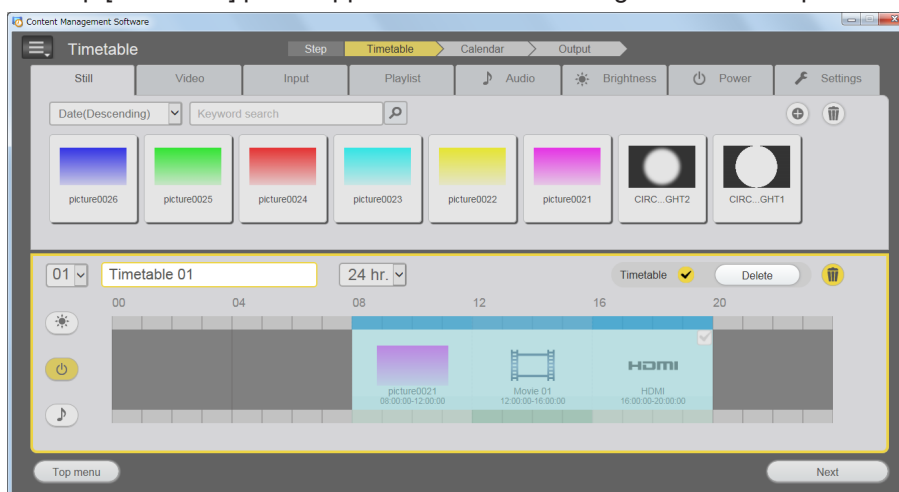 Content Management Software
Timetable
Step Timetable Calendar Output
Still Video Input Playlist Audio Brightness Power Settings
Date(Descending) Keyword search
picture0026 picture0025 picture0024 picture0023 picture0022 picture0021 CIRC...GHT2 CIRC...GHT1
01 Timetable 01 24 hr. Timetable Delete
00 04 08 12 16 20
HDMI
picture0021 Movie 01 HDMI
08:00:00-12:00:00 12:00:00-16:00:00 16:00:00-20:00:00
Top menu Next